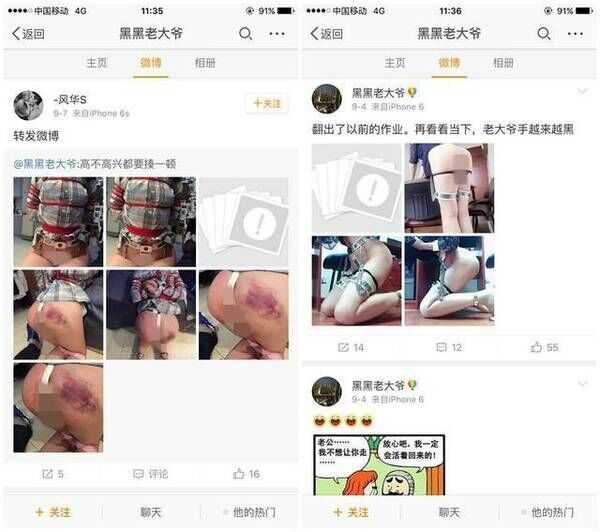 中国移动 4G
11:35
91%
返回
黑黑老大爷
主页
微博
相册
-风华S
9-7 来自iPhone 6s
+关注
转发微博
@黑黑老大爷:高不高兴都要揍一顿
5
评论
16
+ 关注
聊天
他的热门
中国移动 4G
11:36
91%
返回
黑黑老大爷
主页
微博
相册
黑黑老大爷
9-4 来自iPhone 6
翻出了以前的作业。再看看当下，老大爷手越来越黑
14
12
55
黑黑老大爷
9-4 来自iPhone 6
老公……
我不想让你走
……
放心吧，我一定
会活着回来的！
+ 关注
聊天
他的热门